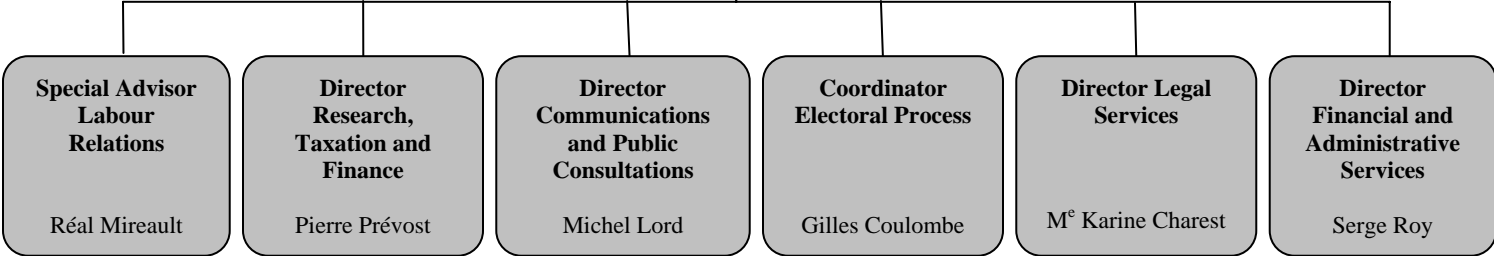 Special Advisor
Labour
Relations
Réal Mireault
Director
Research,
Taxation and
Finance
Pierre Prévost
Director
Communications
and Public
Consultations
Michel Lord
Coordinator
Electoral Process
Gilles Coulombe
Director Legal
Services
Mᵉ Karine Charest
Director
Financial and
Administrative
Services
Serge Roy